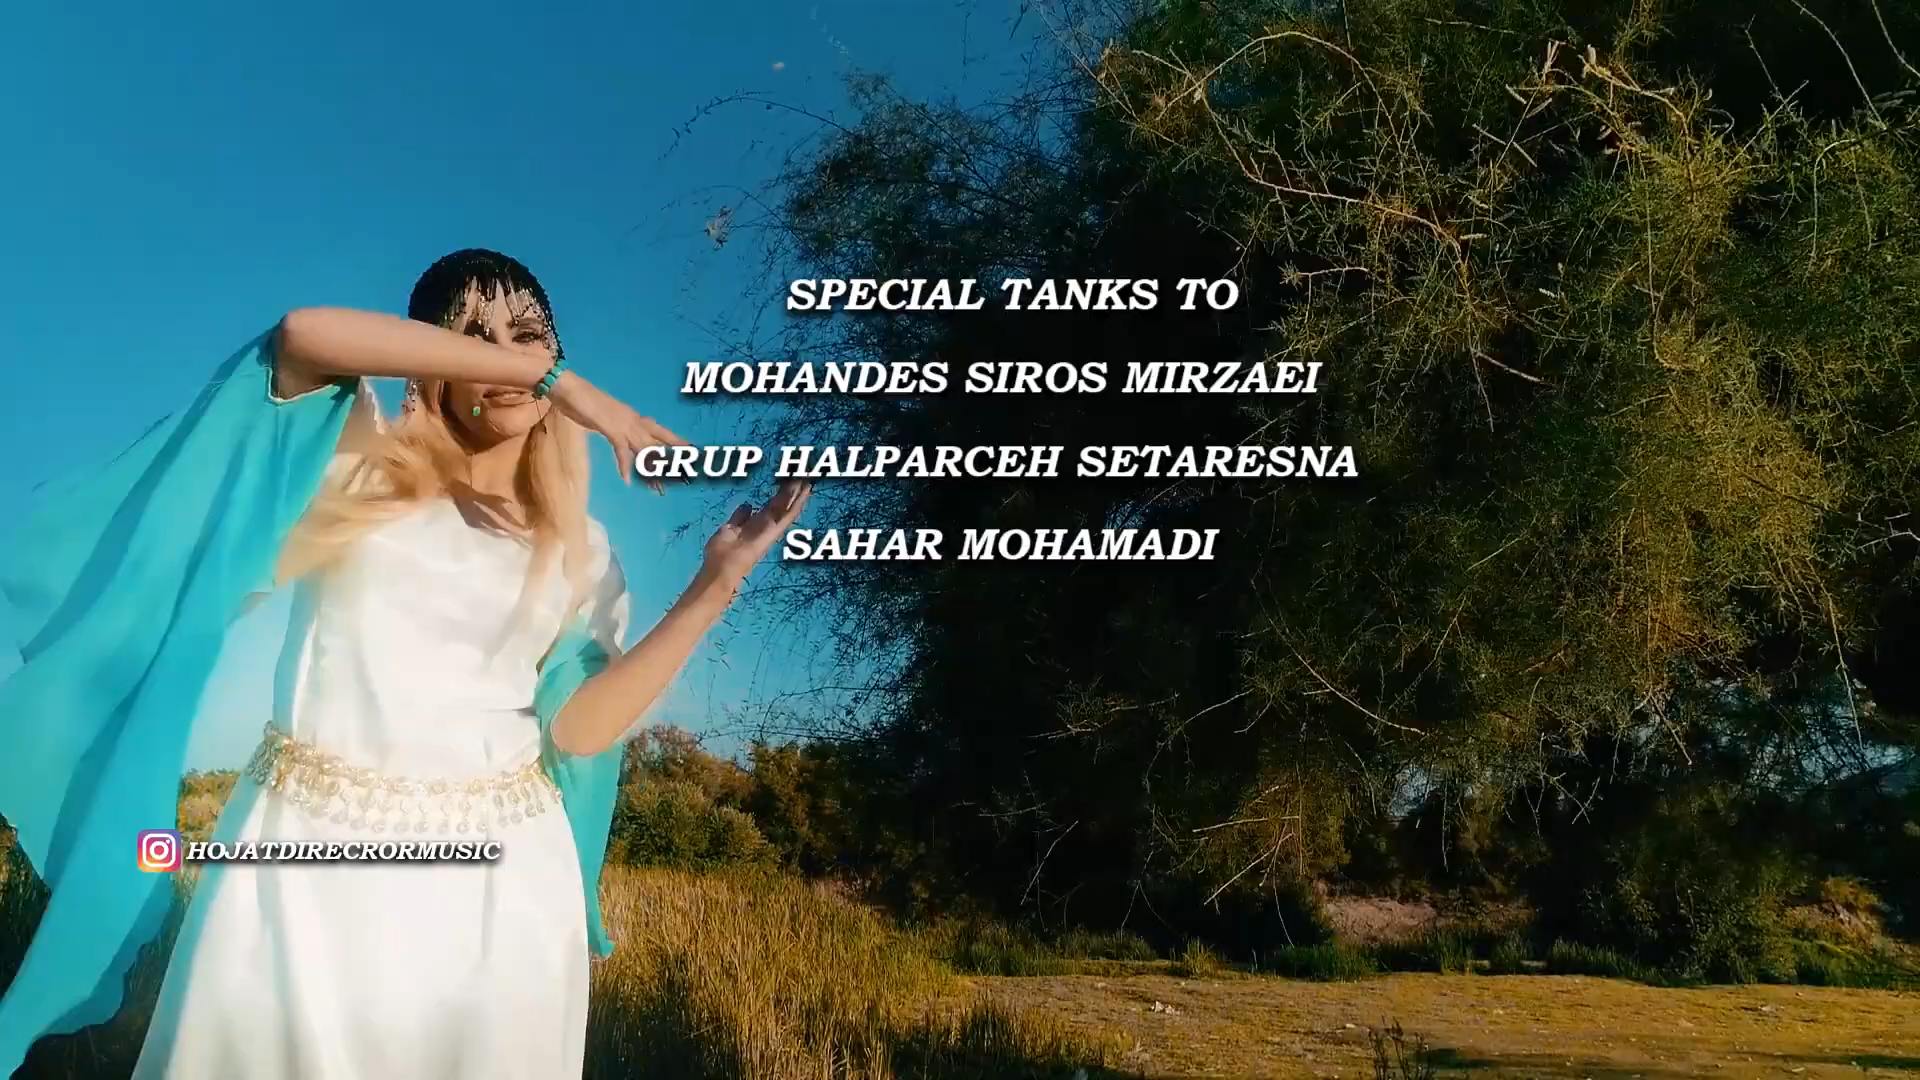 SPECIAL TANKS TO
MOHANDES SIROS MIRZAEI
GRUP HALPARCEH SETARESNA
SAHAR MOHAMADI
HOJATDIRECRORMUSIC